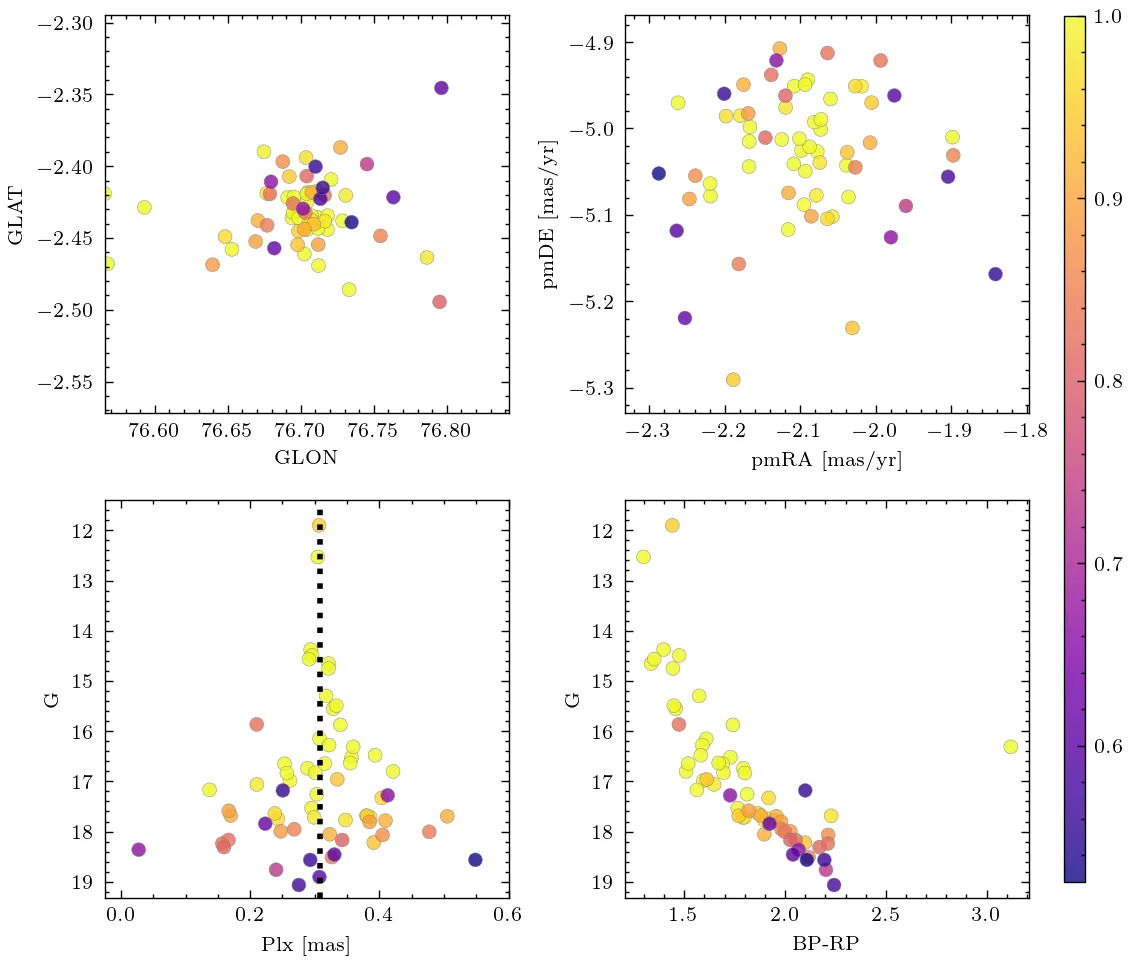 −2.30
−2.35
−2.40
−2.45
−2.50
−2.55
GLAT
76.60 76.65 76.70 76.75 76.80
GLON
−4.9
−5.0
−5.1
−5.2
−5.3
pmDE [mas/yr]
−2.3 −2.2 −2.1 −2.0 −1.9 −1.8
pmRA [mas/yr]
1.0
0.9
0.8
0.7
0.6
12
13
14
15
16
17
18
19
G
0.0 0.2 0.4 0.6
Plx [mas]
12
13
14
15
16
17
18
19
G
1.5 2.0 2.5 3.0
BP-RP